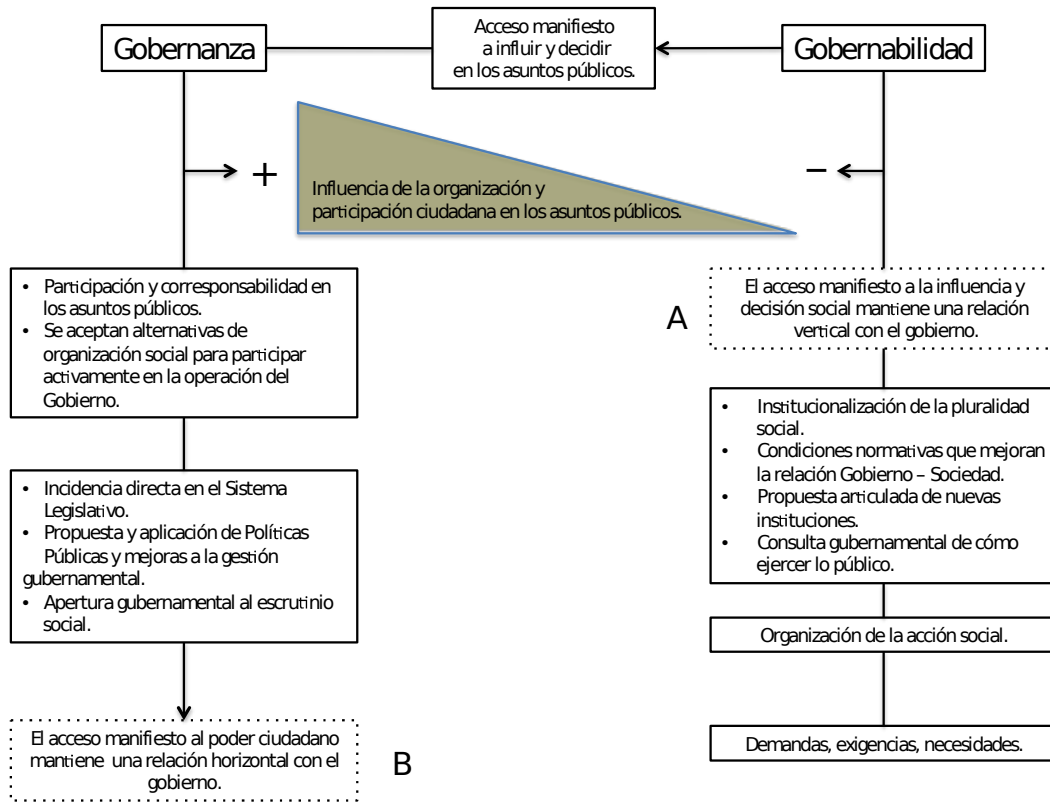 Gobernanza
Acceso manifiesto
a influir y decidir
en los asuntos públicos.
Gobernabilidad
+
−
Influencia de la organización y
participación ciudadana en los asuntos públicos.
• Participación y corresponsabilidad en
los asuntos públicos.
• Se aceptan alternativas de
organización social para participar
activamente en la operación del
Gobierno.
• Incidencia directa en el Sistema
Legislativo.
• Propuesta y aplicación de Políticas
Públicas y mejoras a la gestión
gubernamental.
• Apertura gubernamental al escrutinio
social.
El acceso manifiesto al poder ciudadano
mantiene una relación horizontal con el
gobierno.
B
A
El acceso manifiesto a la influencia y
decisión social mantiene una relación
vertical con el gobierno.
• Institucionalización de la pluralidad
social.
• Condiciones normativas que mejoran
la relación Gobierno – Sociedad.
• Propuesta articulada de nuevas
instituciones.
• Consulta gubernamental de cómo
ejercer lo público.
Organización de la acción social.
Demandas, exigencias, necesidades.